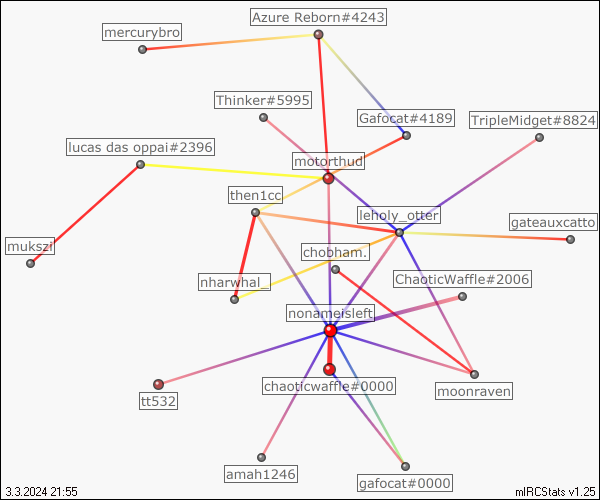 Azure Reborn#4243
mercurybro
Thinker#5995
Gafocat#4189
TripleMidget#8824
lucas das oppai#2396
motorthud
then1cc
leholy_otter
gateauxcatto
mukszi
chobham.
nharwhal_
ChaoticWaffle#2006
nonameisleft
chaoticwaffle#0000
moonraven
tt532
amah1246
gafocat#0000
3.3.2024 21:55
mIRCStats v1.25